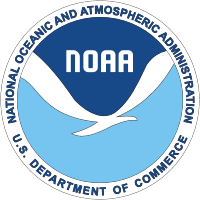 NATIONAL OCEANIC AND ATMOSPHERIC ADMINISTRATION
NOAA
U.S. DEPARTMENT OF COMMERCE